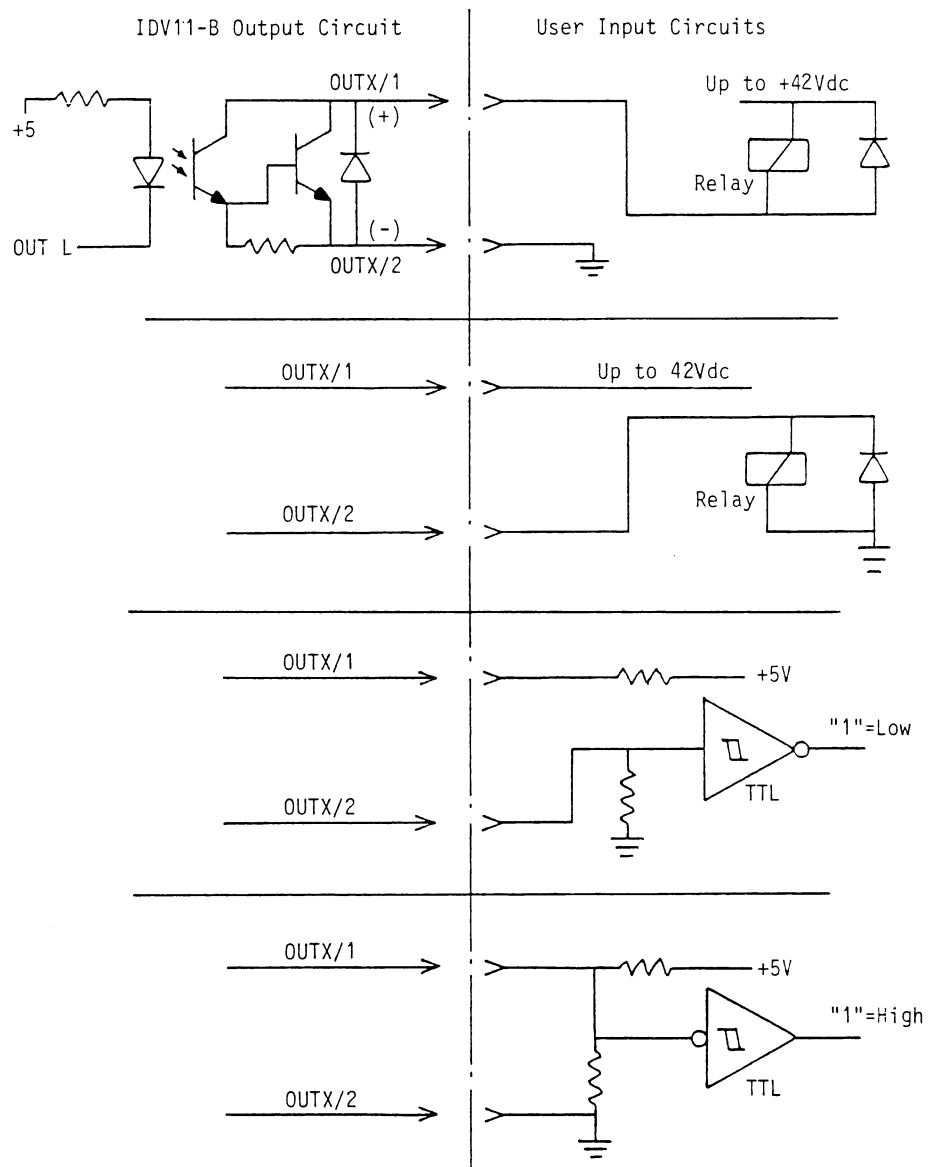 IDV11-B Output Circuit
User Input Circuits
OUTX/1
Up to +42Vdc
+5
(+)
Relay
(-)
OUT L
OUTX/2
OUTX/1
Up to 42Vdc
Relay
OUTX/2
OUTX/1
+5V
"1"=Low
TTL
OUTX/2
OUTX/1
+5V
"1"=High
TTL
OUTX/2